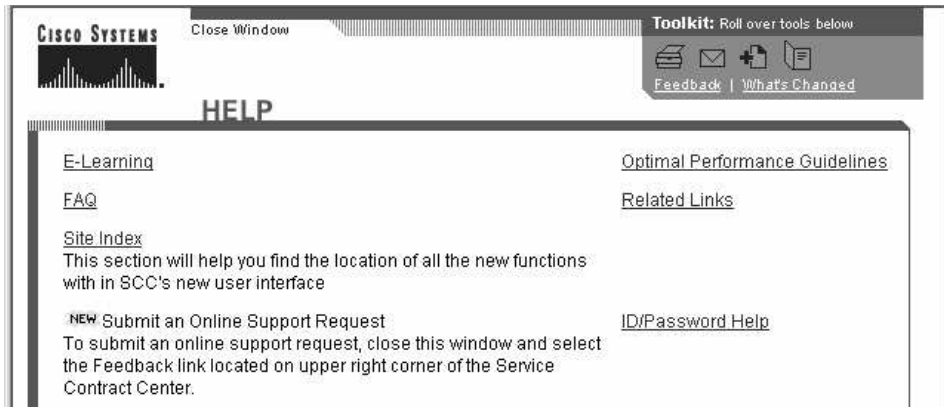 CISCO SYSTEMS
Close Window
Toolkit: Roll over tools below
Feedback | What's Changed
HELP
E-Learning
Optimal Performance Guidelines
FAQ
Related Links
Site Index
This section will help you find the location of all the new functions
with in SCC's new user interface
NEW Submit an Online Support Request
ID/Password Help
To submit an online support request, close this window and select
the Feedback link located on upper right corner of the Service
Contract Center.